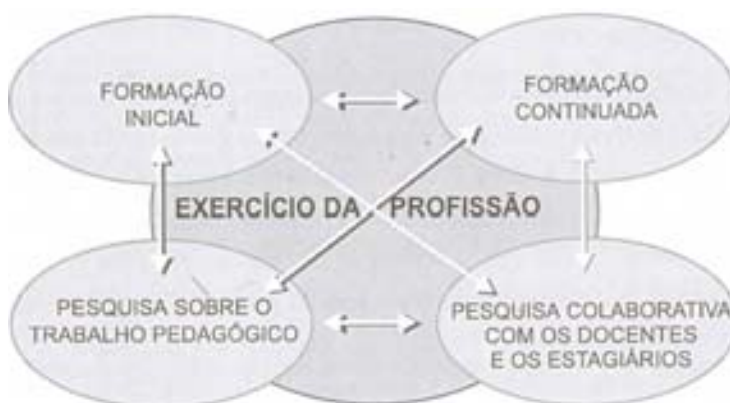 FORMAÇÃO
INICIAL
FORMAÇÃO
CONTINUADA
EXERCÍCIO DA PROFISSÃO
PESQUISA SOBRE O
TRABALHO PEDAGÓGICO
PESQUISA COLABORATIVA
COM OS DOCENTES
E OS ESTAGIÁRIOS